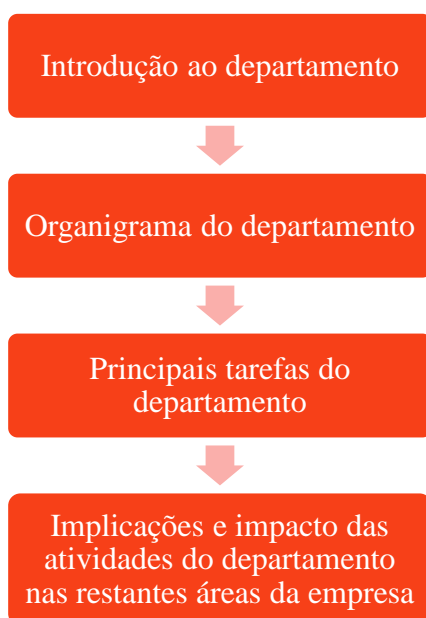 Introdução ao departamento
Organigrama do departamento
Principais tarefas do
departamento
Implicações e impacto das
atividades do departamento
nas restantes áreas da empresa